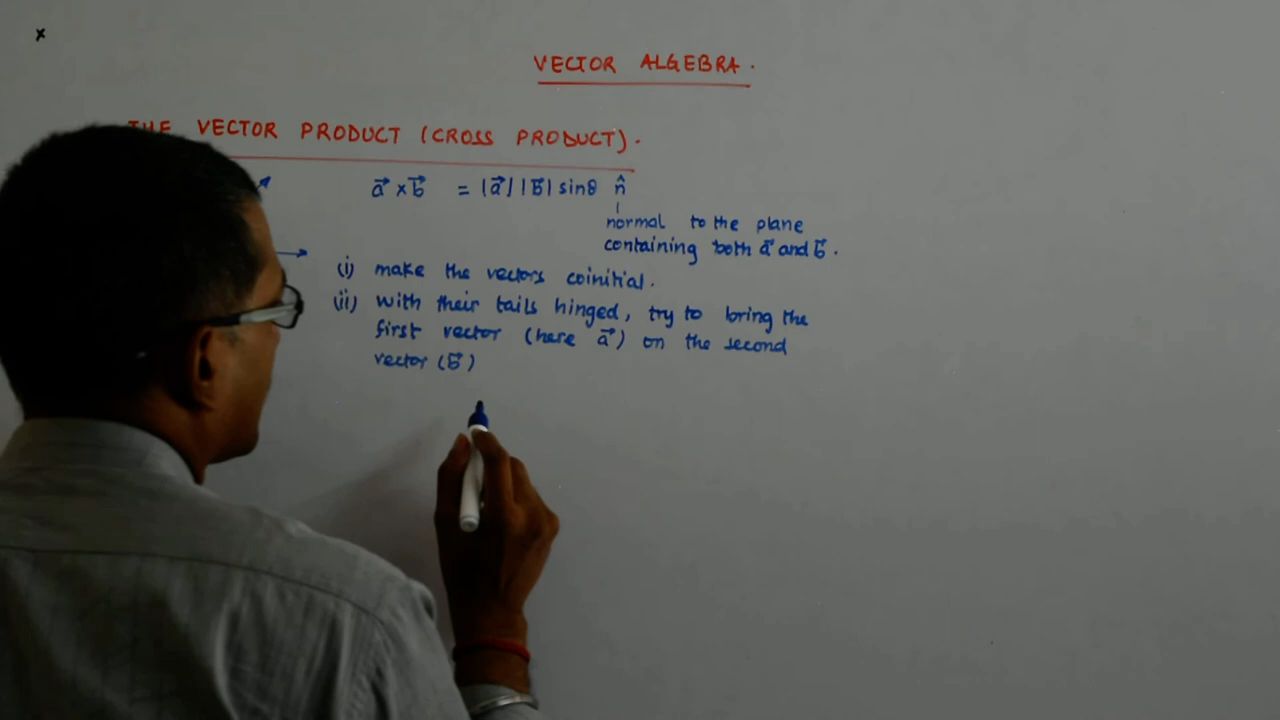 x
VECTOR ALGEBRA.
THE VECTOR PRODUCT (CROSS PRODUCT).
a⃗ × b⃗ = |a⃗| |b⃗| sinθ n̂
normal to the plane
containing both a⃗ and b⃗.
(i) make the vectors coinitial.
(ii) with their tails hinged, try to bring the
first vector (here a⃗) on the second
vector (b⃗)